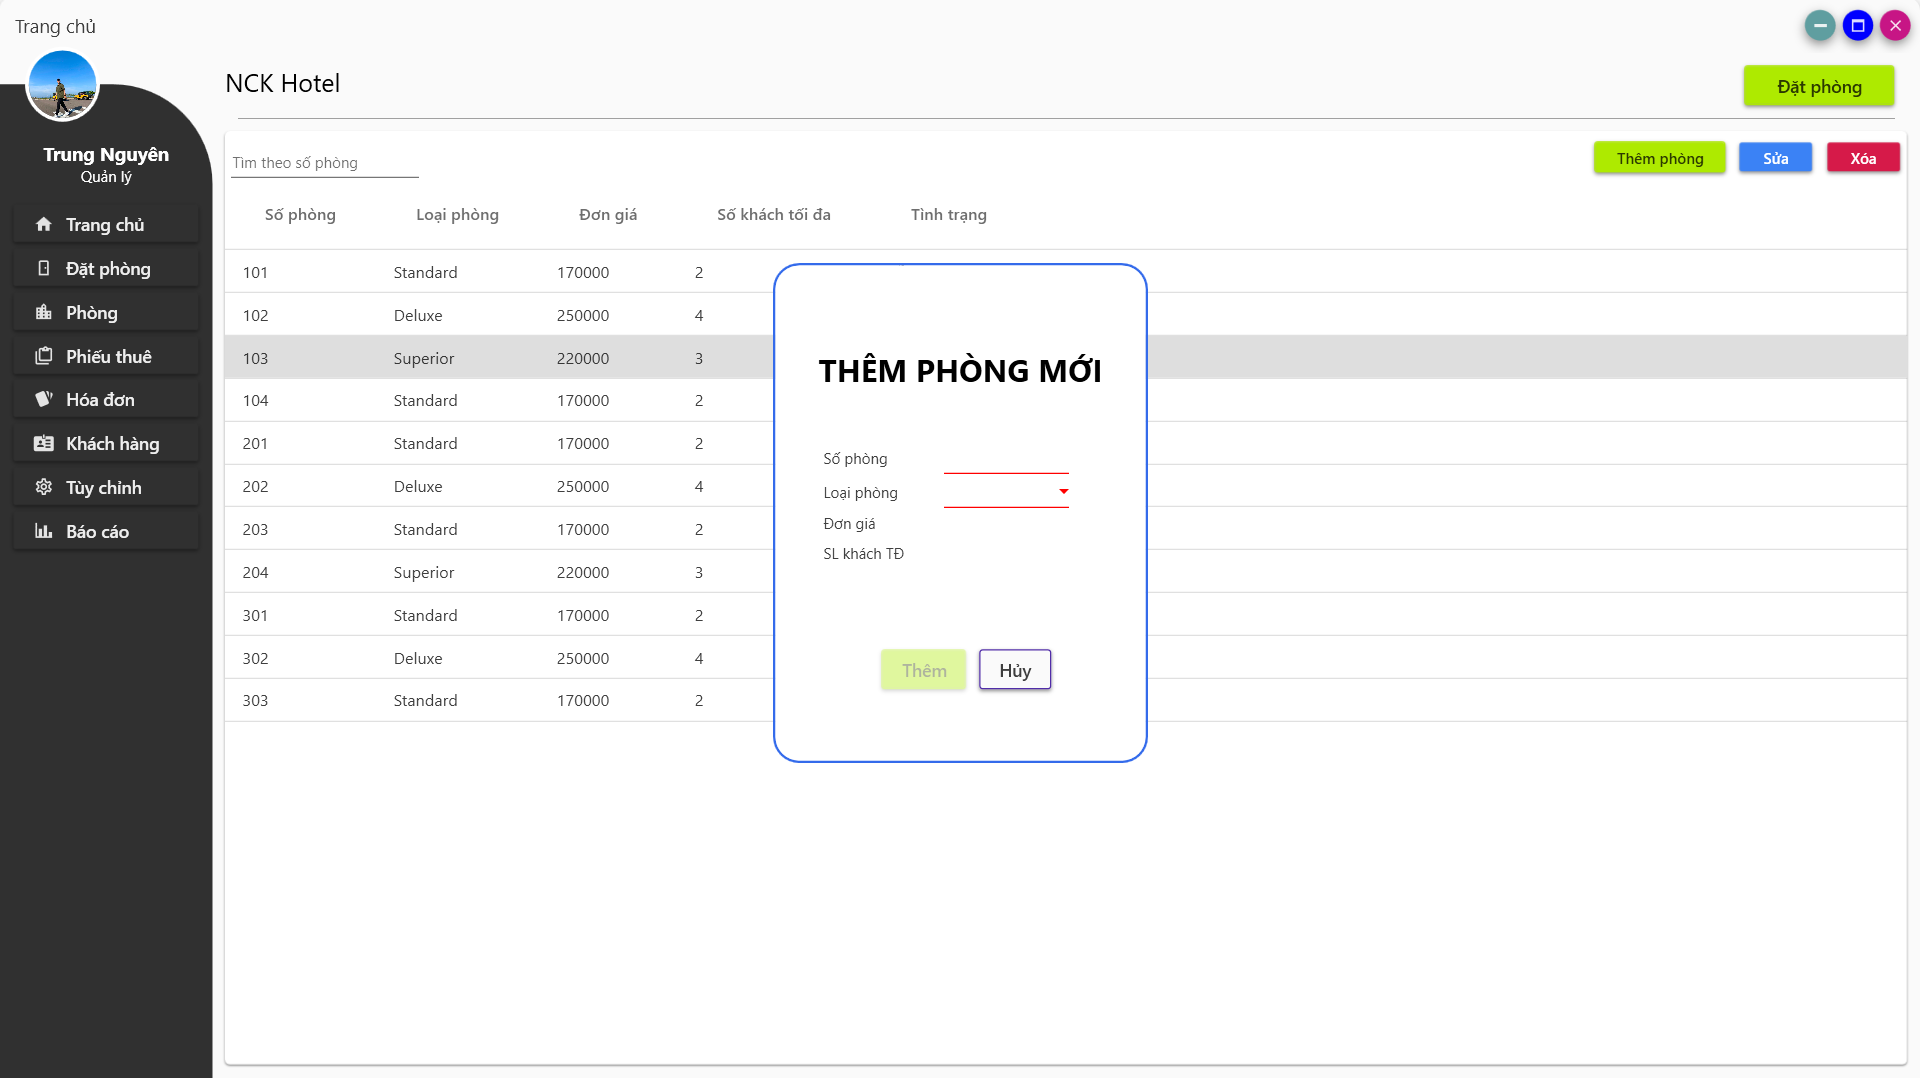 Trang chủ
NCK Hotel
Đặt phòng
Trung Nguyên
Quản lý
Trang chủ
Đặt phòng
Phòng
Phiếu thuê
Hóa đơn
Khách hàng
Tùy chỉnh
Báo cáo
Tìm theo số phòng
Thêm phòng Sửa Xóa
Số phòng Loại phòng Đơn giá Số khách tối đa Tình trạng
101 Standard 170000 2
102 Deluxe 250000 4
103 Superior 220000 3
104 Standard 170000 2
201 Standard 170000 2
202 Deluxe 250000 4
203 Standard 170000 2
204 Superior 220000 3
301 Standard 170000 2
302 Deluxe 250000 4
303 Standard 170000 2
THÊM PHÒNG MỚI
Số phòng
Loại phòng
Đơn giá
SL khách TĐ
Thêm Hủy